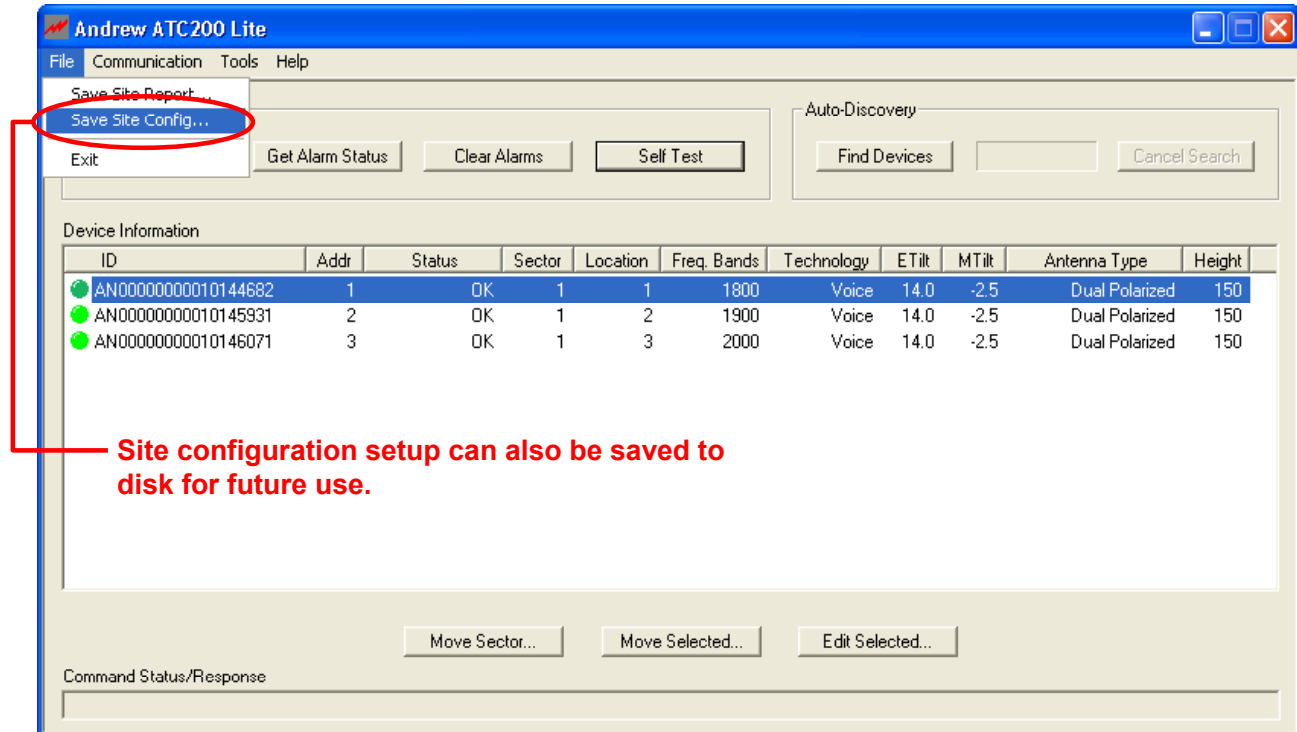 Andrew ATC200 Lite
File Communication Tools Help
Save Site Report...
Save Site Config...
Exit
Get Alarm Status Clear Alarms Self Test
Auto-Discovery
Find Devices Cancel Search
Device Information
ID Addr Status Sector Location Freq. Bands Technology ETilt MTilt Antenna Type Height
AN00000000010144682 1 OK 1 1 1800 Voice 14.0 -2.5 Dual Polarized 150
AN00000000010145931 2 OK 1 2 1900 Voice 14.0 -2.5 Dual Polarized 150
AN00000000010146071 3 OK 1 3 2000 Voice 14.0 -2.5 Dual Polarized 150
Site configuration setup can also be saved to
disk for future use.
Move Sector... Move Selected... Edit Selected...
Command Status/Response